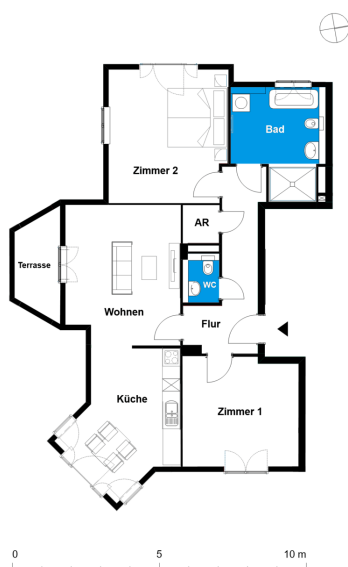 Bad
Zimmer 2
AR
Terrasse
WC
Wohnen
Flur
Küche
Zimmer 1
0 5 10 m